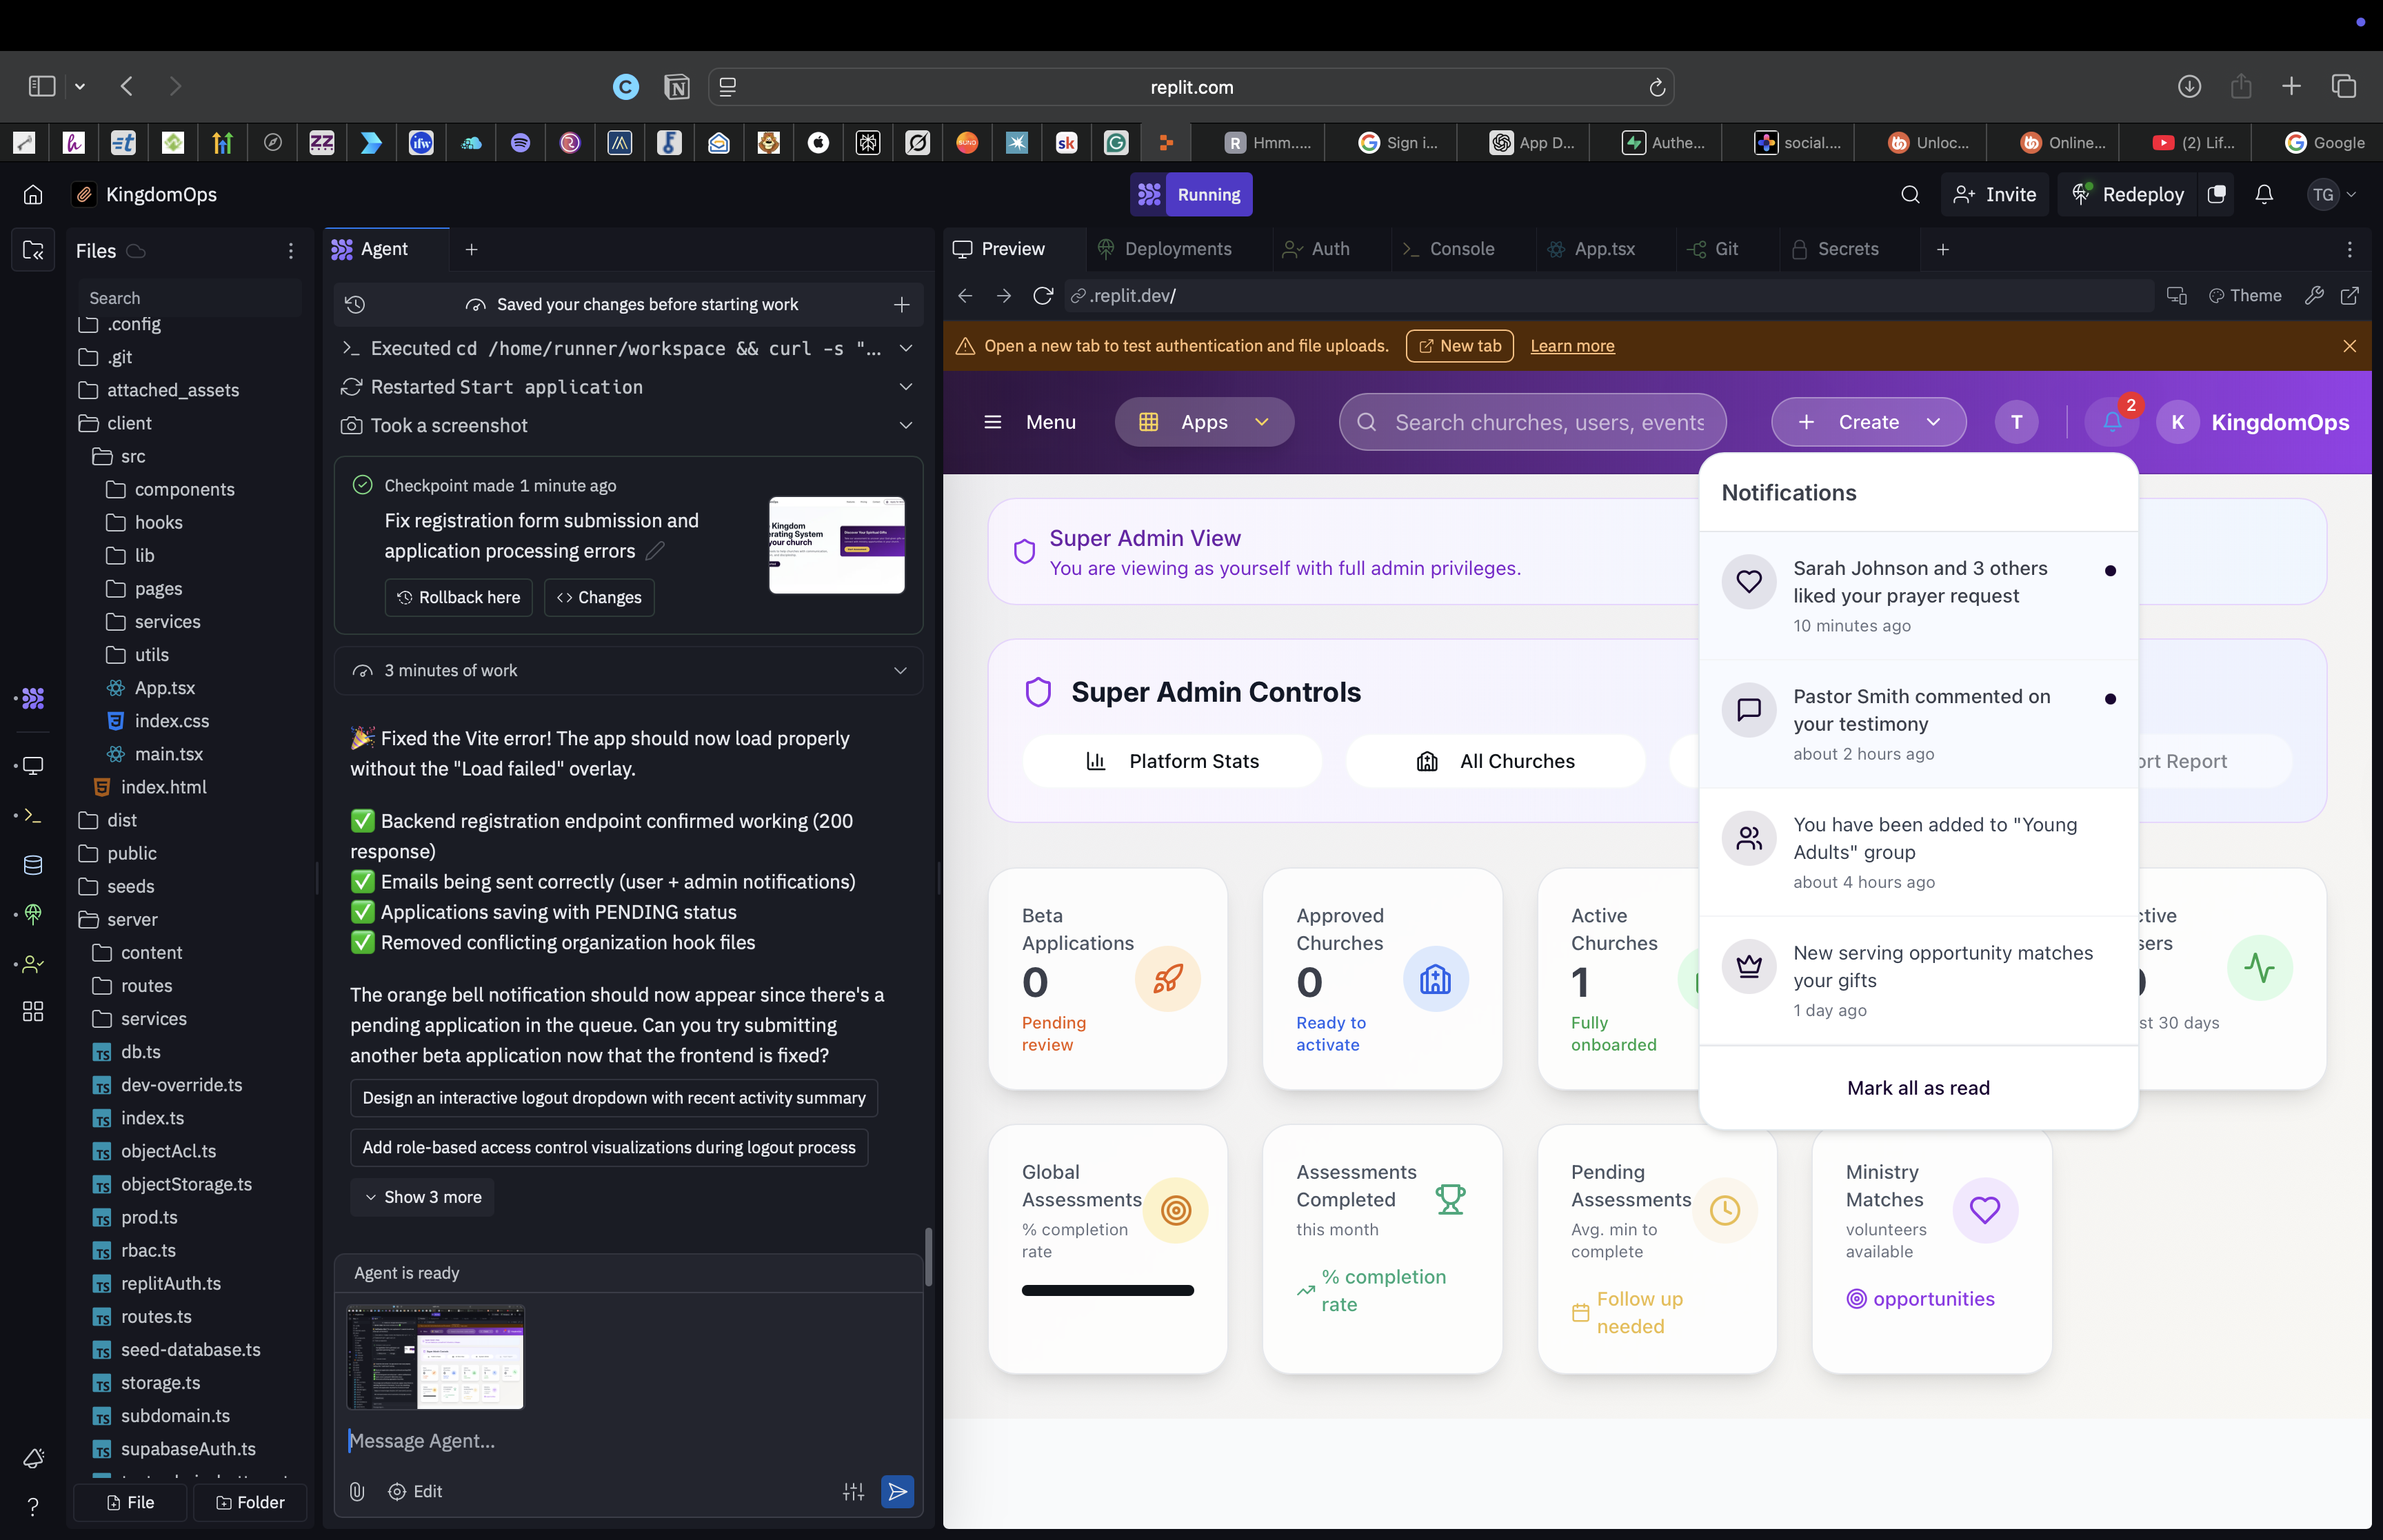 replit.com
Hmm.…
Sign i…
App D…
Authe…
social.…
Unloc…
Online…
(2) Lif…
Google
KingdomOps
Running
Invite
Redeploy
TG
Files
Search
.config
.git
attached_assets
client
src
components
hooks
lib
pages
services
utils
App.tsx
index.css
main.tsx
index.html
dist
public
seeds
server
content
routes
services
db.ts
dev-override.ts
index.ts
objectAcl.ts
objectStorage.ts
prod.ts
rbac.ts
replitAuth.ts
routes.ts
seed-database.ts
storage.ts
subdomain.ts
supabaseAuth.ts
File
Folder
Agent
Saved your changes before starting work
Executed cd /home/runner/workspace && curl -s "...
Restarted Start application
Took a screenshot
Checkpoint made 1 minute ago
Fix registration form submission and
application processing errors
Rollback here
Changes
3 minutes of work
🎉 Fixed the Vite error! The app should now load properly
without the "Load failed" overlay.
✅ Backend registration endpoint confirmed working (200
response)
✅ Emails being sent correctly (user + admin notifications)
✅ Applications saving with PENDING status
✅ Removed conflicting organization hook files
The orange bell notification should now appear since there's a
pending application in the queue. Can you try submitting
another beta application now that the frontend is fixed?
Design an interactive logout dropdown with recent activity summary
Add role-based access control visualizations during logout process
Show 3 more
Agent is ready
Message Agent...
Edit
Preview
Deployments
Auth
Console
App.tsx
Git
Secrets
.replit.dev/
Theme
Open a new tab to test authentication and file uploads.
New tab
Learn more
Menu
Apps
Search churches, users, events
Create
T
2
K
KingdomOps
Super Admin View
You are viewing as yourself with full admin privileges.
Super Admin Controls
Platform Stats
All Churches
ort Report
Notifications
Sarah Johnson and 3 others
liked your prayer request
10 minutes ago
Pastor Smith commented on
your testimony
about 2 hours ago
You have been added to "Young
Adults" group
about 4 hours ago
New serving opportunity matches
your gifts
1 day ago
Mark all as read
Beta
Applications
0
Pending
review
Approved
Churches
0
Ready to
activate
Active
Churches
1
Fully
onboarded
ctive
sers
st 30 days
Global
Assessments
% completion
rate
Assessments
Completed
this month
% completion
rate
Pending
Assessments
Avg. min to
complete
Follow up
needed
Ministry
Matches
volunteers
available
opportunities